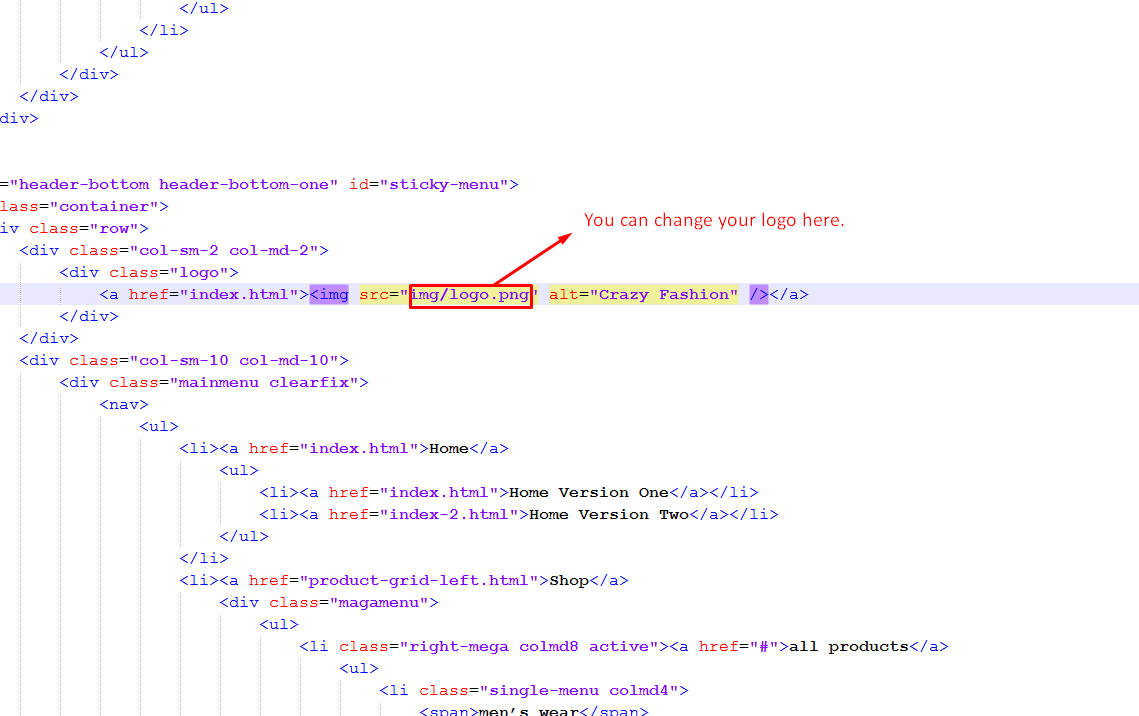 </ul>
</li>
</ul>
</div>
</div>
div>
="header-bottom header-bottom-one" id="sticky-menu">
lass="container">
iv class="row">
You can change your logo here.
<div class="col-sm-2 col-md-2">
<div class="logo">
<a href="index.html"><img src="img/logo.png" alt="Crazy Fashion" /></a>
</div>
</div>
<div class="col-sm-10 col-md-10">
<div class="mainmenu clearfix">
<nav>
<ul>
<li><a href="index.html">Home</a>
<ul>
<li><a href="index.html">Home Version One</a></li>
<li><a href="index-2.html">Home Version Two</a></li>
</ul>
</li>
<li><a href="product-grid-left.html">Shop</a>
<div class="magamenu">
<ul>
<li class="right-mega colmd8 active"><a href="#">all products</a>
<ul>
<li class="single-menu colmd4">
<span>men’s wear</span>